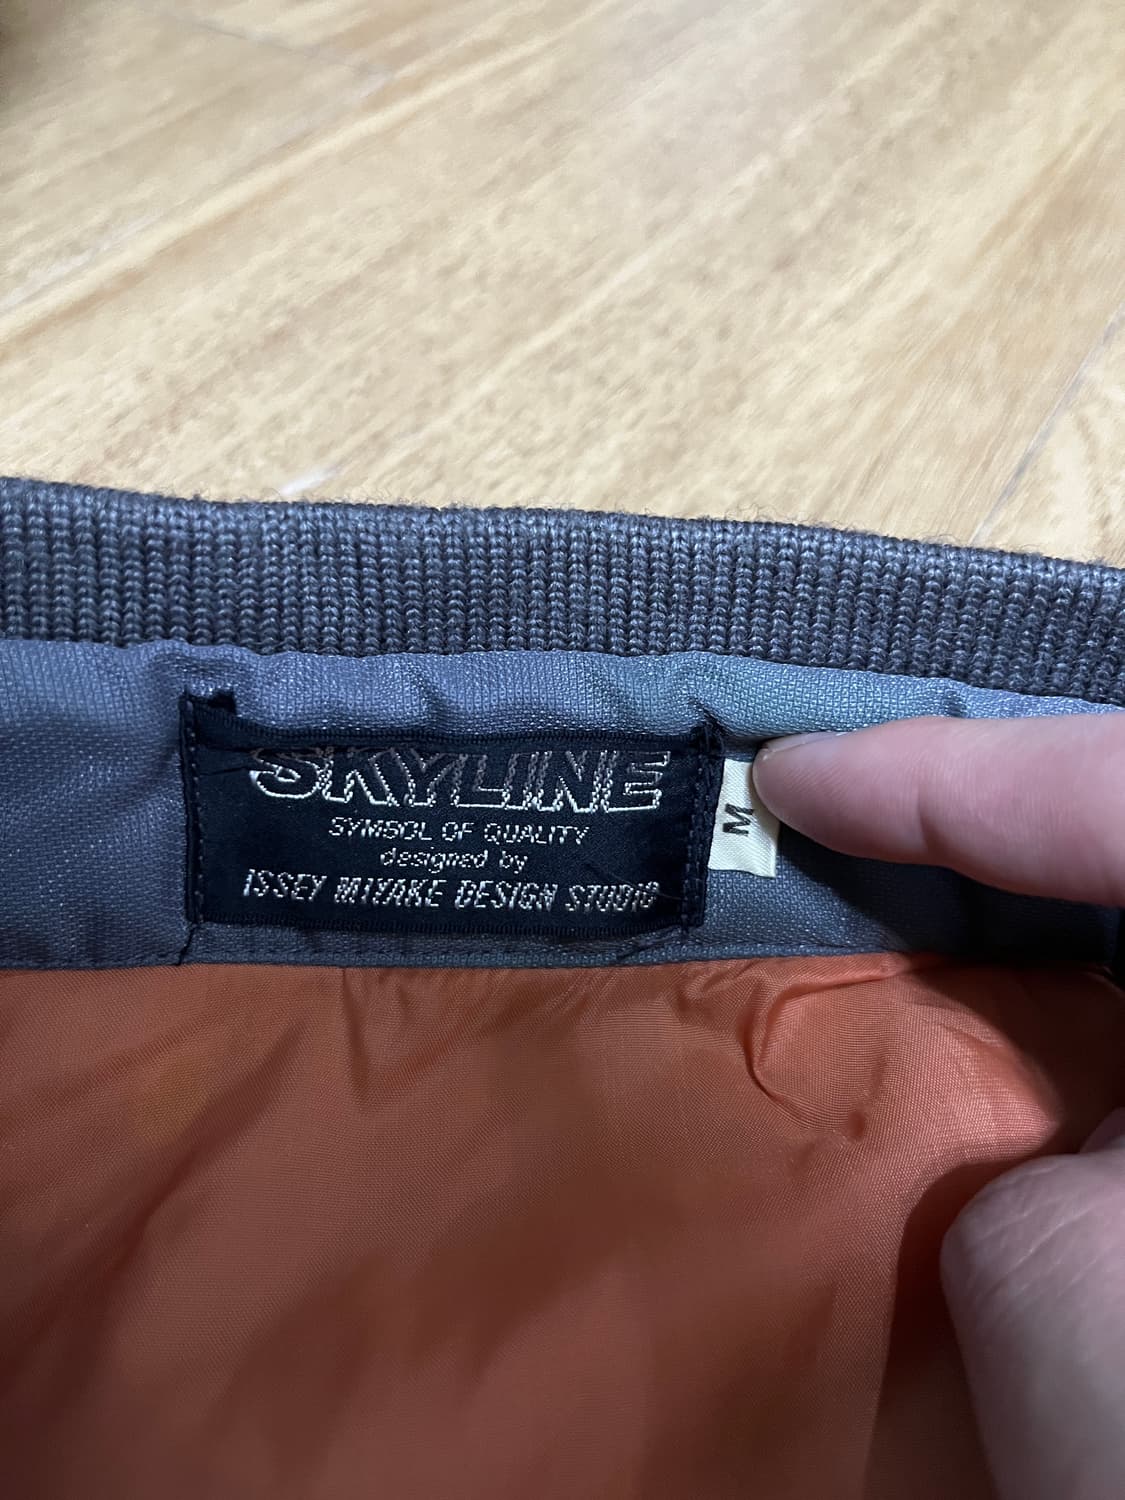 SKYLINE
SYMBOL OF QUALITY
designed by
ISSEY MIYAKE DESIGN STUDIO
M